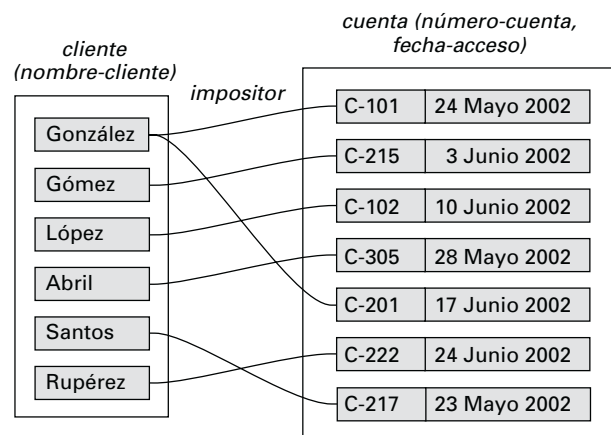 cuenta (número-cuenta,
fecha-acceso)
cliente
(nombre-cliente)
impositor
González
Gómez
López
Abril
Santos
Rupérez
C-101 24 Mayo 2002
C-215 3 Junio 2002
C-102 10 Junio 2002
C-305 28 Mayo 2002
C-201 17 Junio 2002
C-222 24 Junio 2002
C-217 23 Mayo 2002